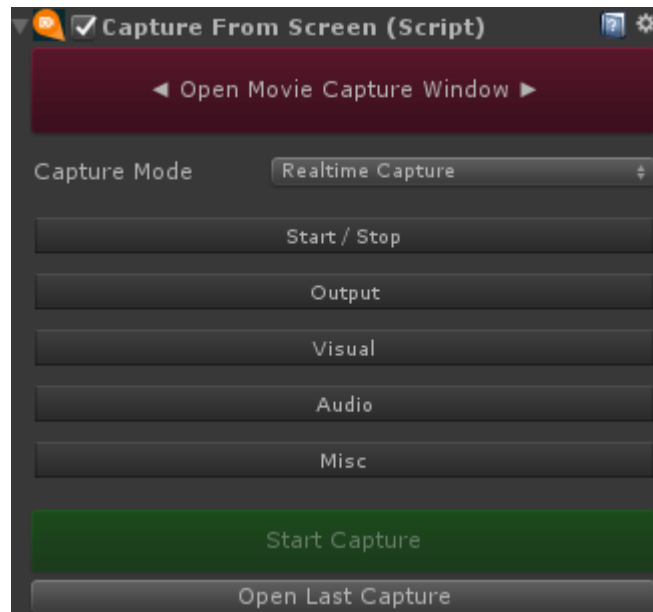 Capture From Screen (Script)
◄ Open Movie Capture Window ►
Capture Mode Realtime Capture
Start / Stop
Output
Visual
Audio
Misc
Start Capture
Open Last Capture